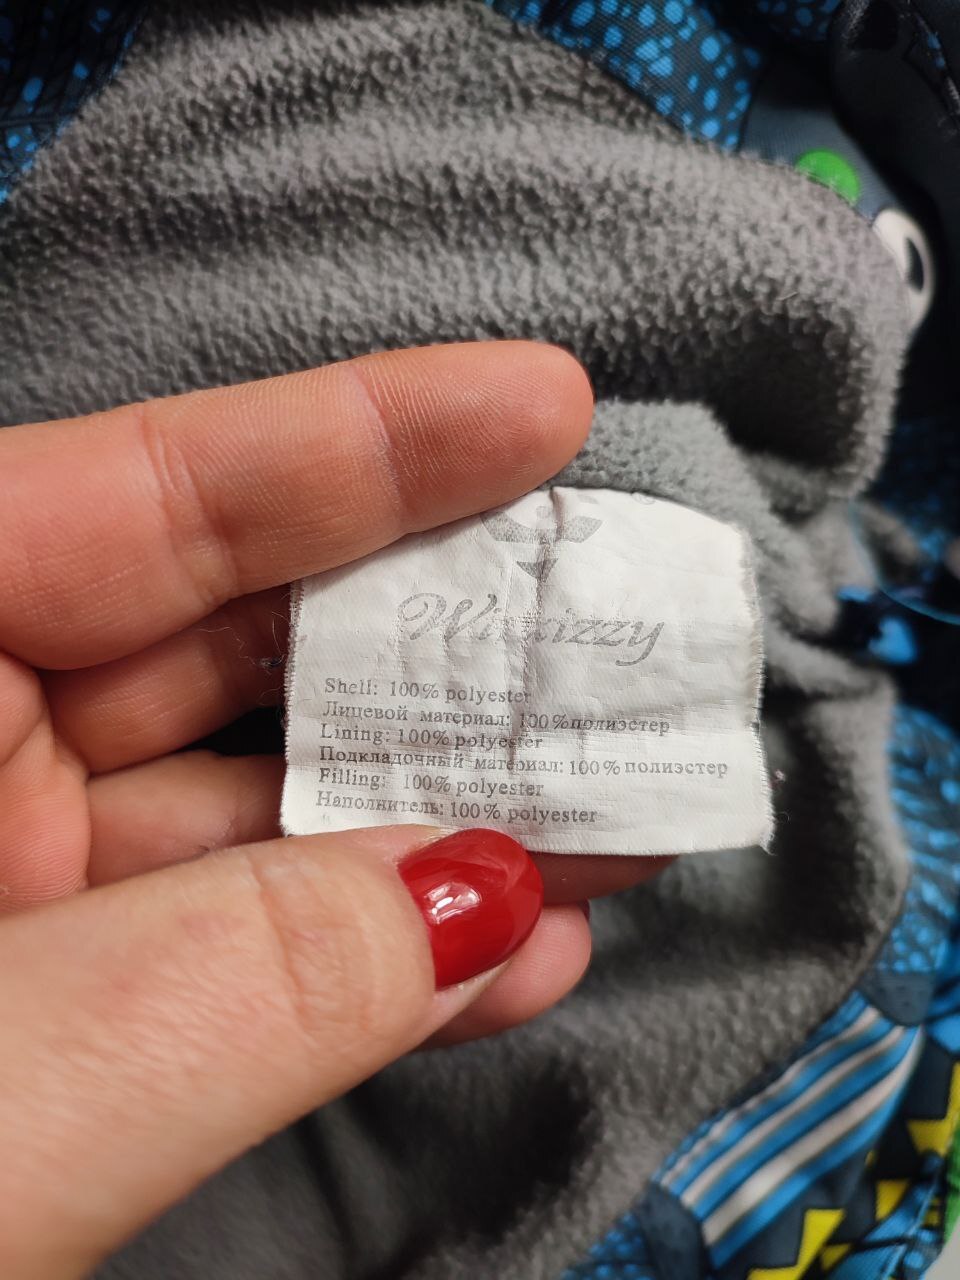 Shell: 100% polyester
Лицевой материал: 100%полиэстер
Lining: 100% polyester
Подкладочный материал: 100% полиэстер
Filling: 100% polyester
Наполнитель: 100% polyester